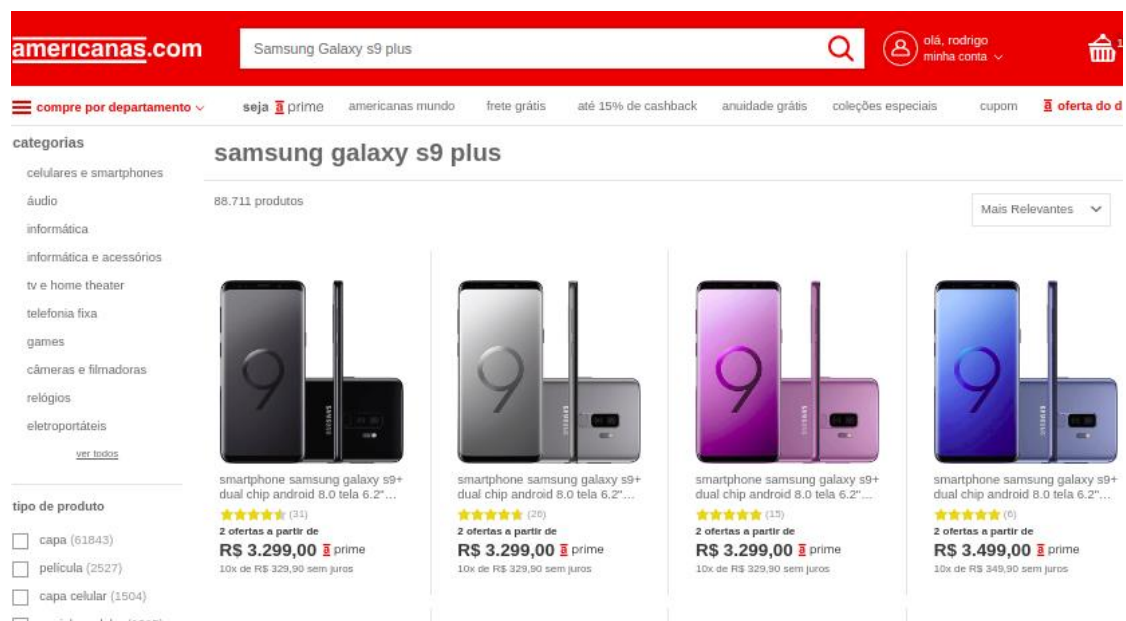 americanas.com
Samsung Galaxy s9 plus
olá, rodrigo
minha conta
1
compre por departamento
seja a prime
americanas mundo
frete grátis
até 15% de cashback
anuidade grátis
coleções especiais
cupom
a oferta do d
categorias
celulares e smartphones
áudio
informática
informática e acessórios
tv e home theater
telefonia fixa
games
câmeras e filmadoras
relógios
eletroportáteis
ver todos
tipo de produto
capa (61843)
película (2527)
capa celular (1504)
samsung galaxy s9 plus
88.711 produtos
Mais Relevantes
smartphone samsung galaxy s9+
dual chip android 8.0 tela 6.2"...
(31)
2 ofertas a partir de
R$ 3.299,00 a prime
10x de R$ 329,90 sem juros
smartphone samsung galaxy s9+
dual chip android 8.0 tela 6.2"...
(26)
2 ofertas a partir de
R$ 3.299,00 a prime
10x de R$ 329,90 sem juros
smartphone samsung galaxy s9+
dual chip android 8.0 tela 6.2"...
(15)
2 ofertas a partir de
R$ 3.299,00 a prime
10x de R$ 329,90 sem juros
smartphone samsung galaxy s9+
dual chip android 8.0 tela 6.2"...
(6)
2 ofertas a partir de
R$ 3.499,00 a prime
10x de R$ 349,90 sem juros